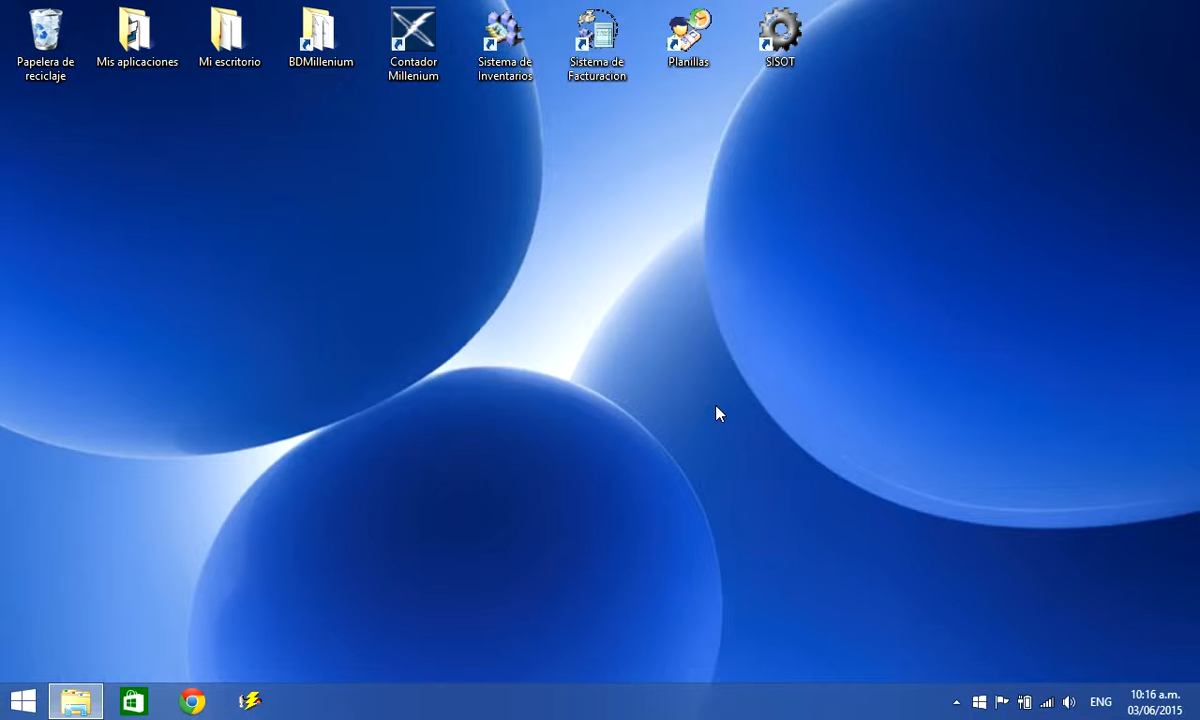 Papelera de
reciclaje
Mis aplicaciones
Mi escritorio
BDMillenium
Contador
Millenium
Sistema de
Inventarios
Sistema de
Facturacion
Planillas
SISOT
ENG
10:16 a.m.
03/06/2015